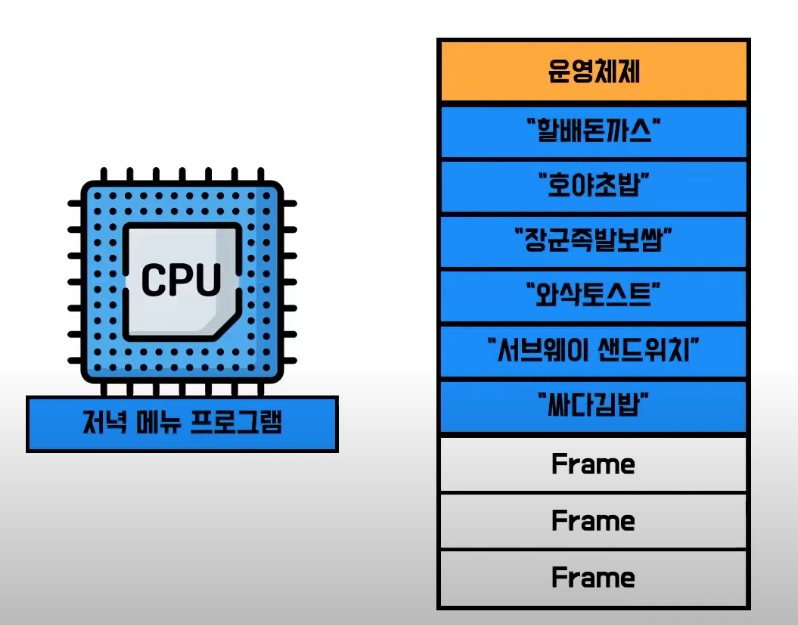 운영체제
"할배돈까스"
"호야초밥"
"장군족발보쌈"
"와삭토스트"
"서브웨이 샌드위치"
"싸다김밥"
Frame
Frame
Frame
CPU
저녁 메뉴 프로그램